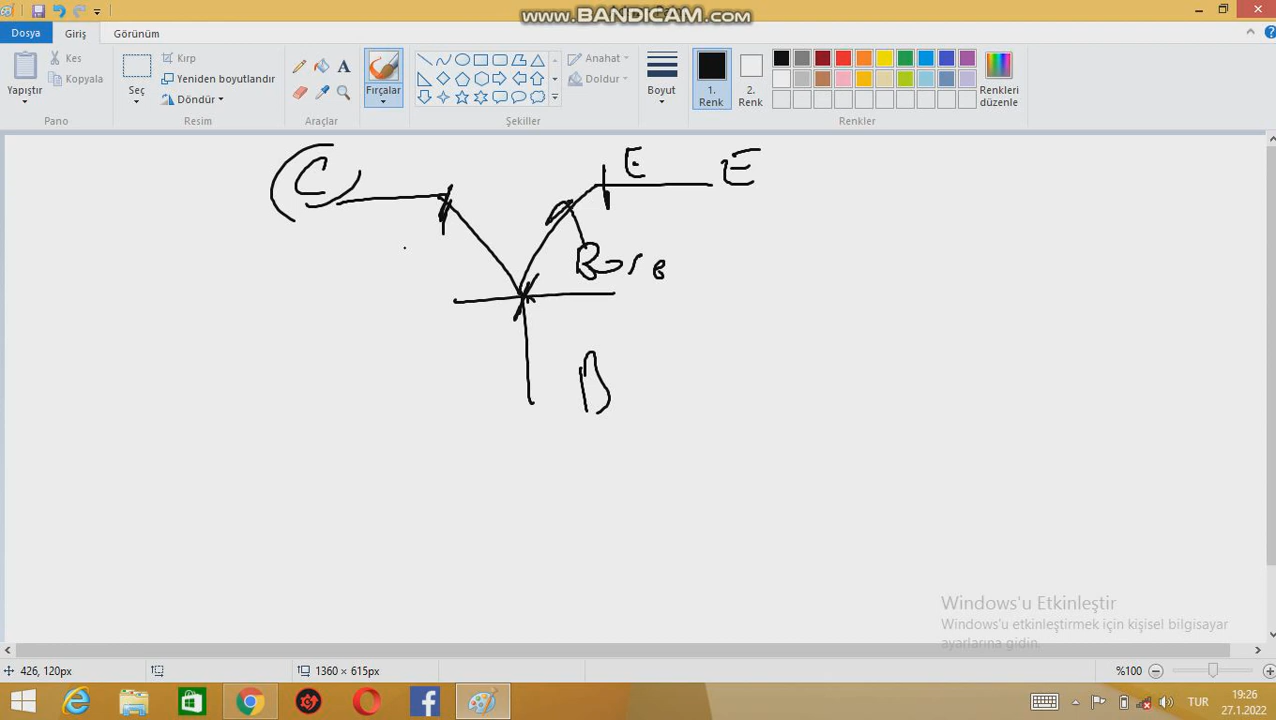 www.BANDICAM.com
Dosya
Giriş
Görünüm
Yapıştır
Kes
Kopyala
Pano
Seç
Kırp
Yeniden boyutlandır
Döndür
Resim
Araçlar
Fırçalar
Şekiller
Anahat
Doldur
Boyut
1. Renk
2. Renk
Renkler
Renkleri düzenle
C
E E
B
Windows'u Etkinleştir
Windows'u etkinleştirmek için kişisel bilgisayar
ayarlarına gidin.
426, 120px
1360 × 615px
%100
TUR
19:26
27.1.2022